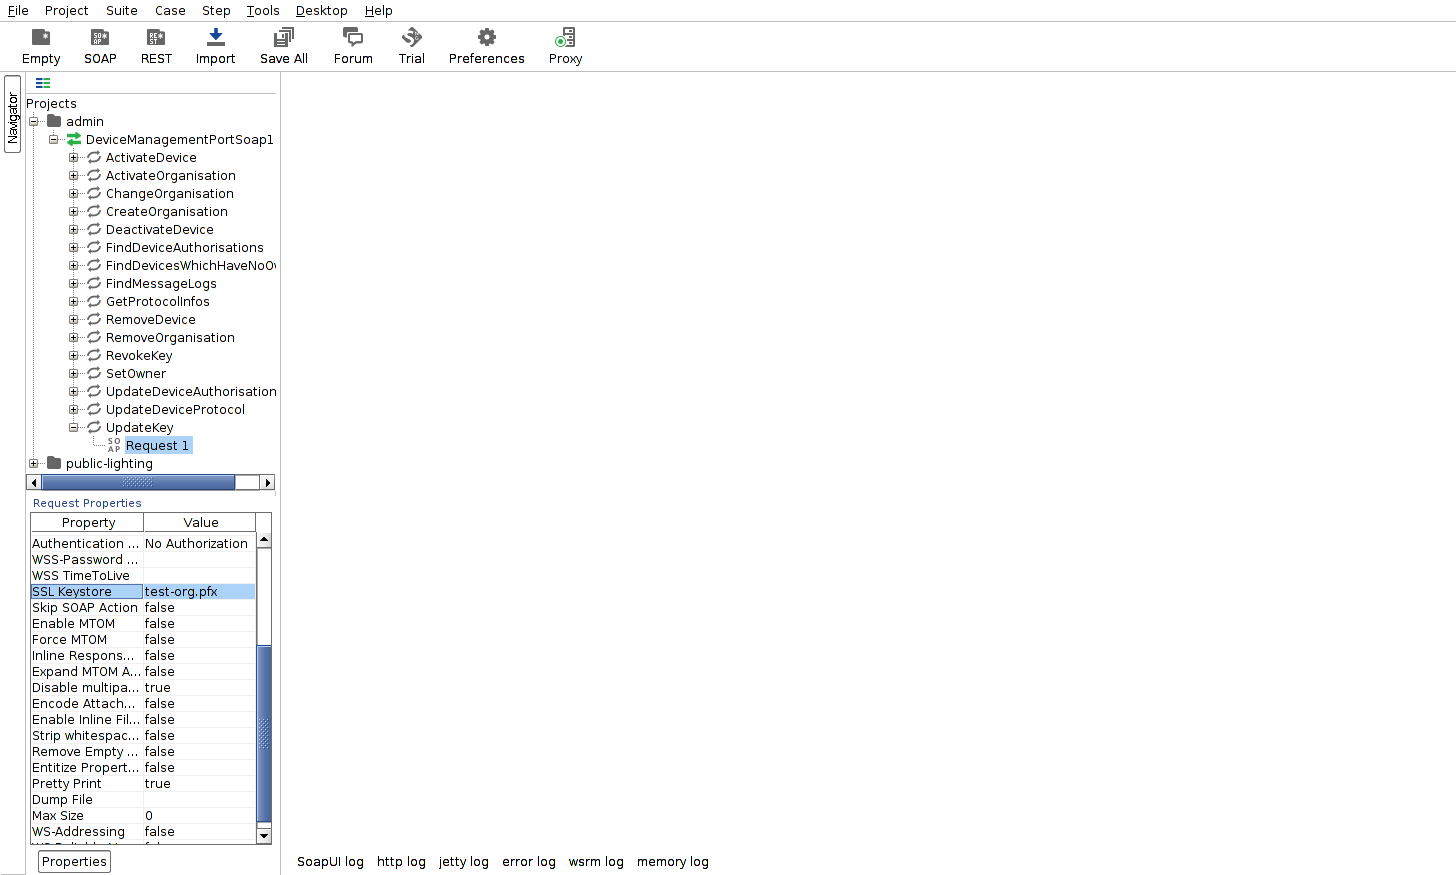 File Project Suite Case Step Tools Desktop Help
Empty SOAP REST Import Save All Forum Trial Preferences Proxy
Navigator
Projects
admin
DeviceManagementPortSoap1
ActivateDevice
ActivateOrganisation
ChangeOrganisation
CreateOrganisation
DeactivateDevice
FindDeviceAuthorisations
FindDevicesWhichHaveNoOv
FindMessageLogs
GetProtocolInfos
RemoveDevice
RemoveOrganisation
RevokeKey
SetOwner
UpdateDeviceAuthorisation
UpdateDeviceProtocol
UpdateKey
SO
AP
Request 1
public-lighting
Request Properties
Property Value
Authentication ... No Authorization
WSS-Password ...
WSS TimeToLive
SSL Keystore test-org.pfx
Skip SOAP Action false
Enable MTOM false
Force MTOM false
Inline Respons... false
Expand MTOM A... false
Disable multipa... true
Encode Attach... false
Enable Inline Fil... false
Strip whitespac... false
Remove Empty ... false
Entitize Propert... false
Pretty Print true
Dump File
Max Size 0
WS-Addressing false
Properties
SoapUI log http log jetty log error log wsrm log memory log